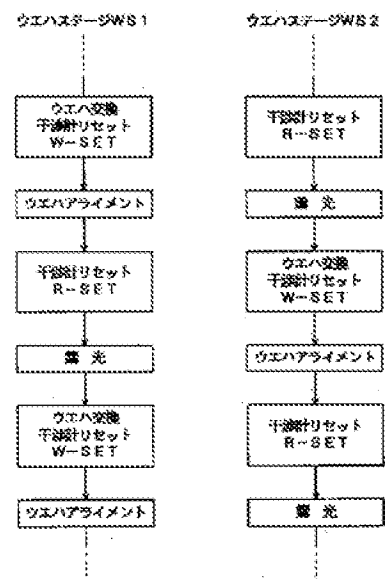 ウエハステージWS1
ウエハ交換
干渉計リセット
W-SET
ウエハアライメント
干渉計リセット
R-SET
露 光
ウエハ交換
干渉計リセット
W-SET
ウエハアライメント
ウエハステージWS2
干渉計リセット
R-SET
露 光
ウエハ交換
干渉計リセット
W-SET
ウエハアライメント
干渉計リセット
R-SET
露 光